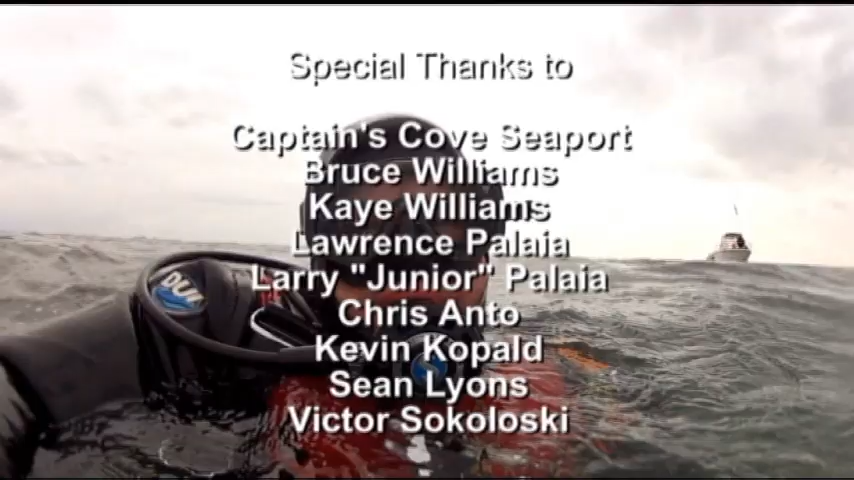 Special Thanks to
Captain's Cove Seaport
Bruce Williams
Kaye Williams
Lawrence Palaia
Larry "Junior" Palaia
Chris Anto
Kevin Kopald
Sean Lyons
Victor Sokoloski
DUI